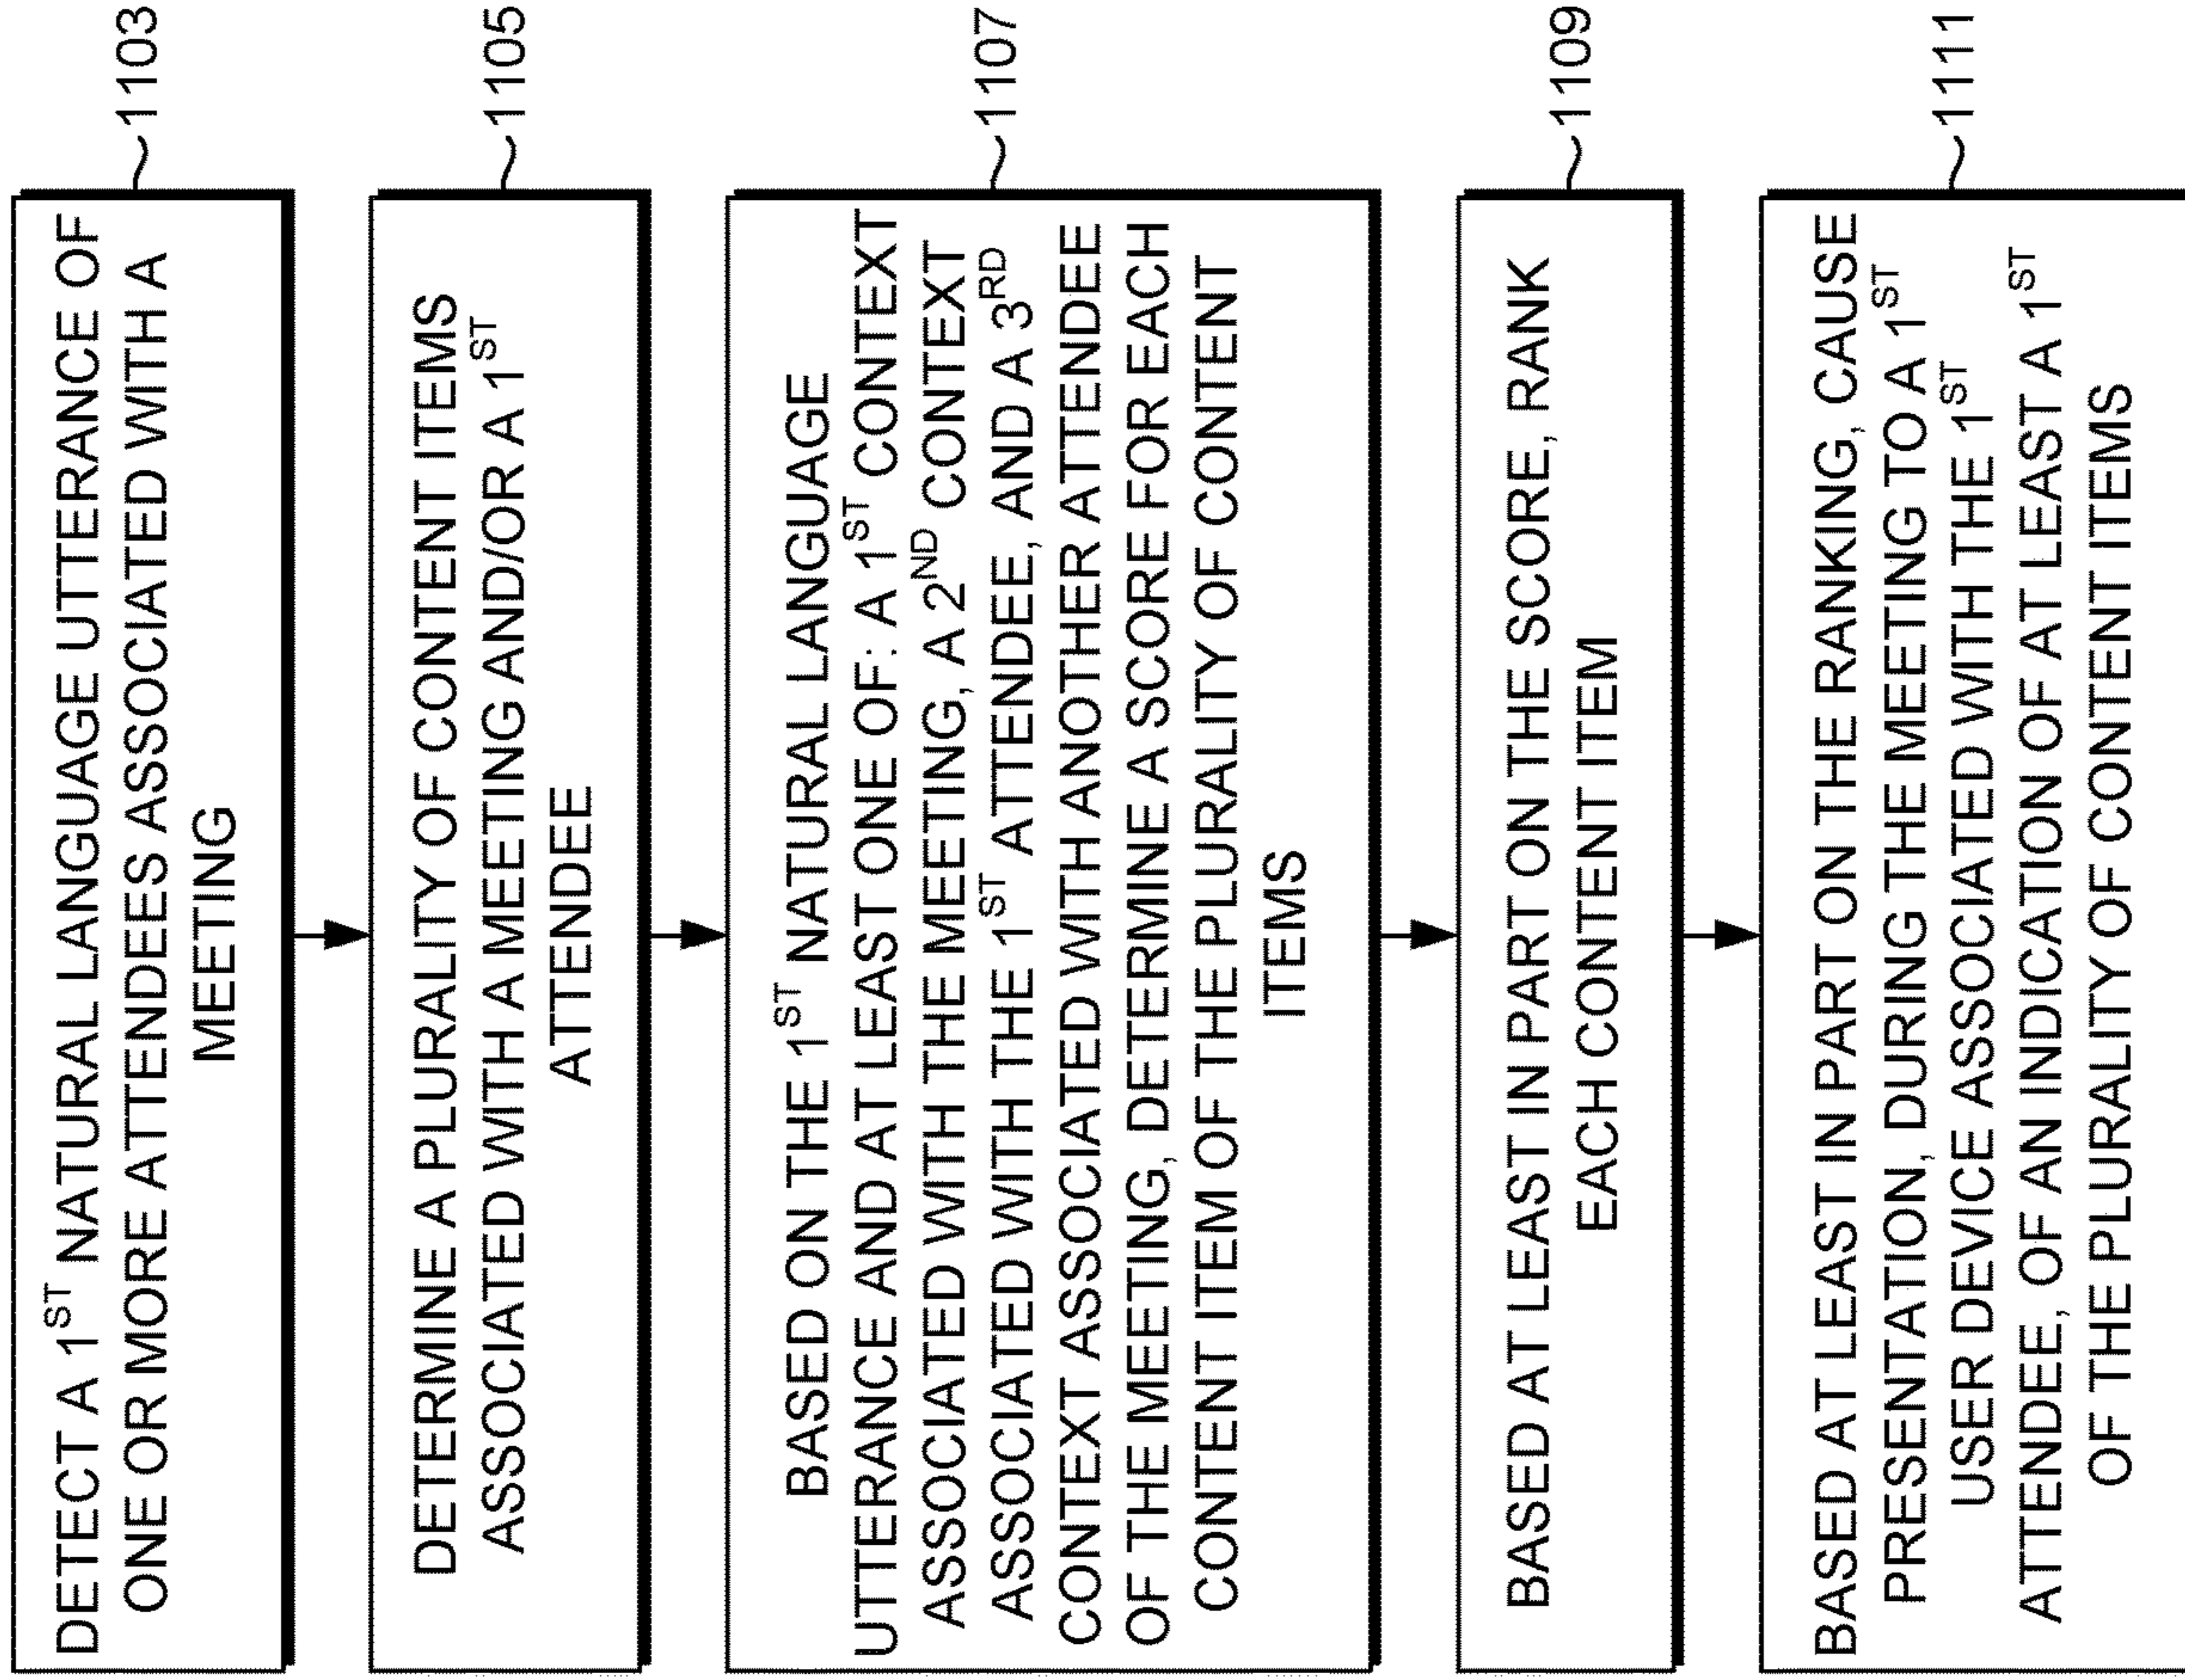 DETECT A 1ST NATURAL LANGUAGE UTTERANCE OF
ONE OR MORE ATTENDEES ASSOCIATED WITH A
MEETING
1103
DETERMINE A PLURALITY OF CONTENT ITEMS
ASSOCIATED WITH A MEETING AND/OR A 1ST
ATTENDEE
1105
BASED ON THE 1ST NATURAL LANGUAGE
UTTERANCE AND AT LEAST ONE OF: A 1ST CONTEXT
ASSOCIATED WITH THE MEETING, A 2ND CONTEXT
ASSOCIATED WITH THE 1ST ATTENDEE, AND A 3RD
CONTEXT ASSOCIATED WITH ANOTHER ATTENDEE
OF THE MEETING, DETERMINE A SCORE FOR EACH
CONTENT ITEM OF THE PLURALITY OF CONTENT
ITEMS
1107
BASED AT LEAST IN PART ON THE SCORE, RANK
EACH CONTENT ITEM
1109
BASED AT LEAST IN PART ON THE RANKING, CAUSE
PRESENTATION, DURING THE MEETING TO A 1ST
USER DEVICE ASSOCIATED WITH THE 1ST
ATTENDEE, OF AN INDICATION OF AT LEAST A 1ST
OF THE PLURALITY OF CONTENT ITEMS
1111